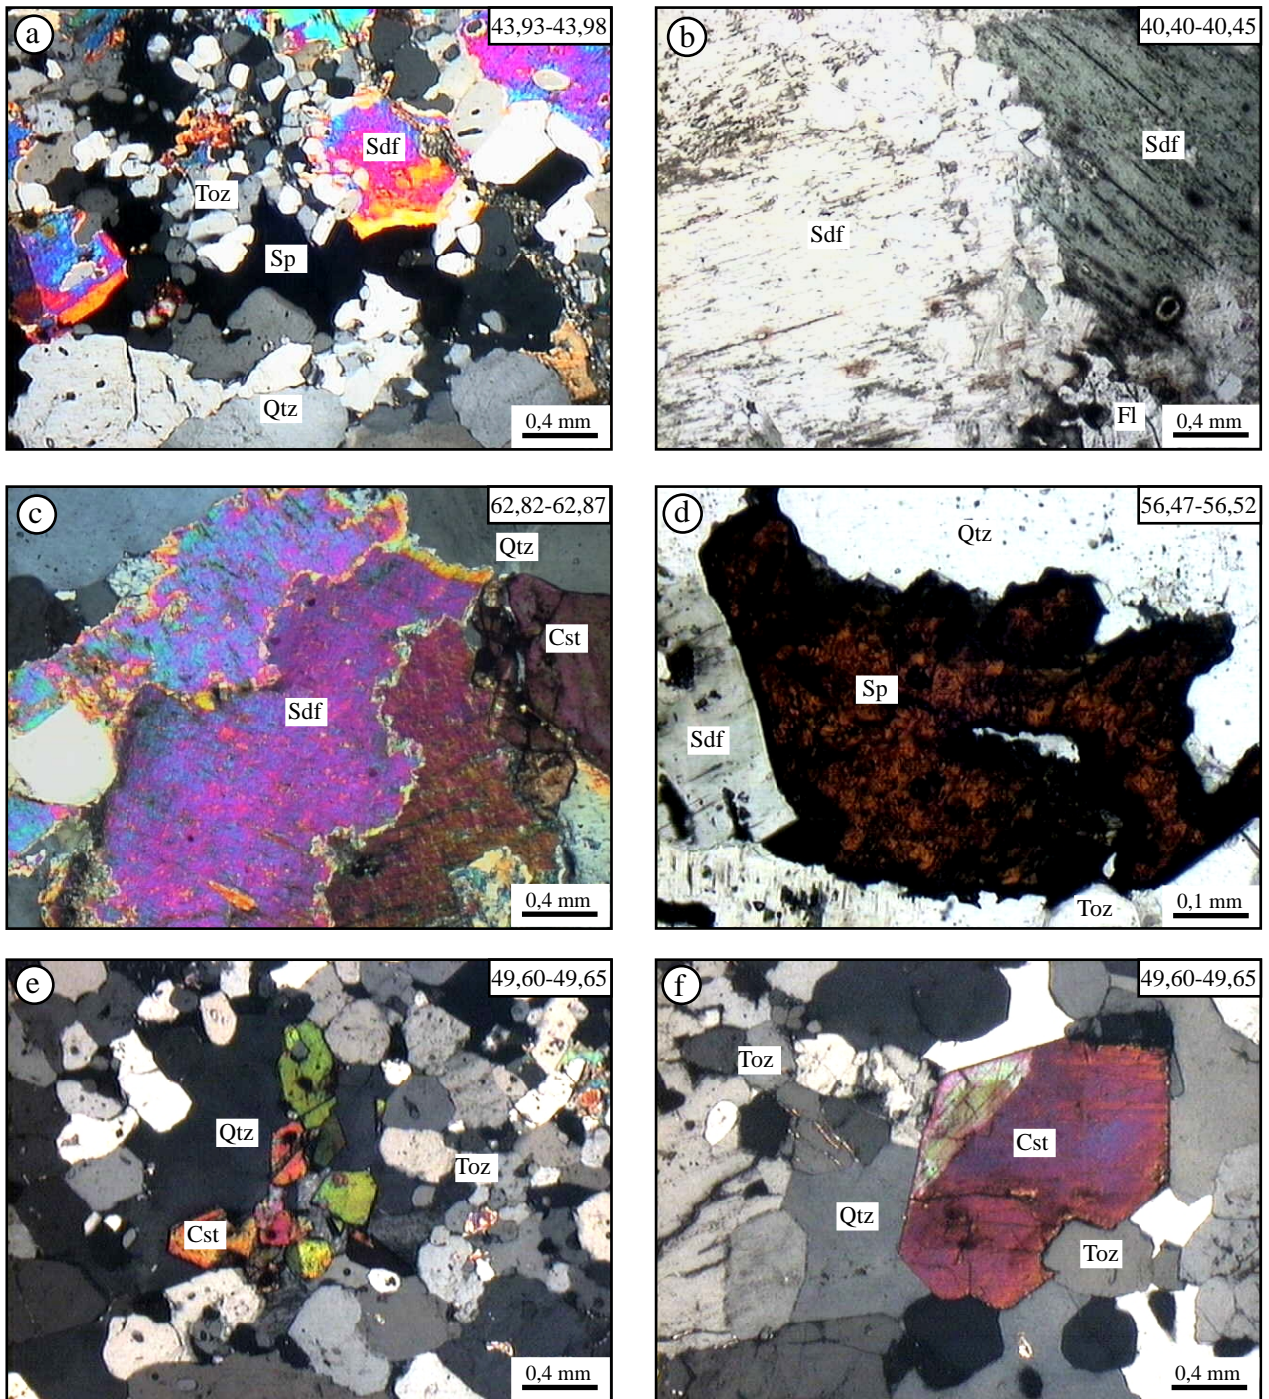 a
43,93-43,98
Sdf
Toz
Sp
Qtz
0,4 mm
b
40,40-40,45
Sdf
Sdf
Fl
0,4 mm
c
62,82-62,87
Qtz
Cst
Sdf
0,4 mm
d
56,47-56,52
Qtz
Sp
Sdf
Toz
0,1 mm
e
49,60-49,65
Qtz
Toz
Cst
0,4 mm
f
49,60-49,65
Toz
Cst
Qtz
Toz
0,4 mm